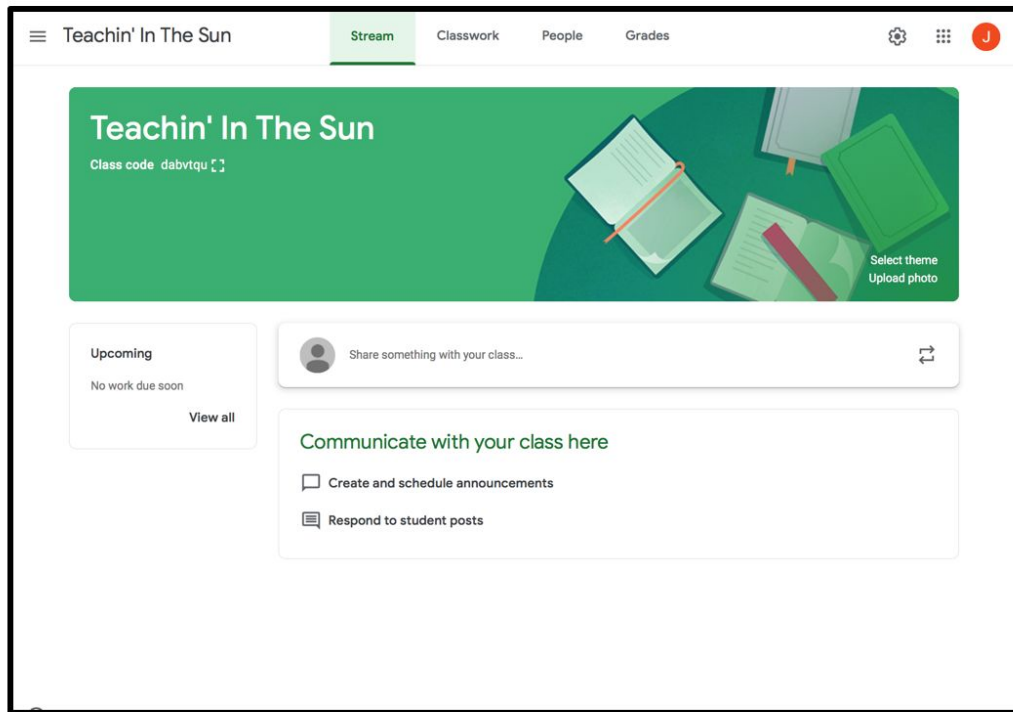 Teachin' In The Sun
Stream
Classwork
People
Grades
J
Teachin' In The Sun
Class code dabvtqu
Select theme
Upload photo
Upcoming
No work due soon
View all
Share something with your class...
Communicate with your class here
Create and schedule announcements
Respond to student posts